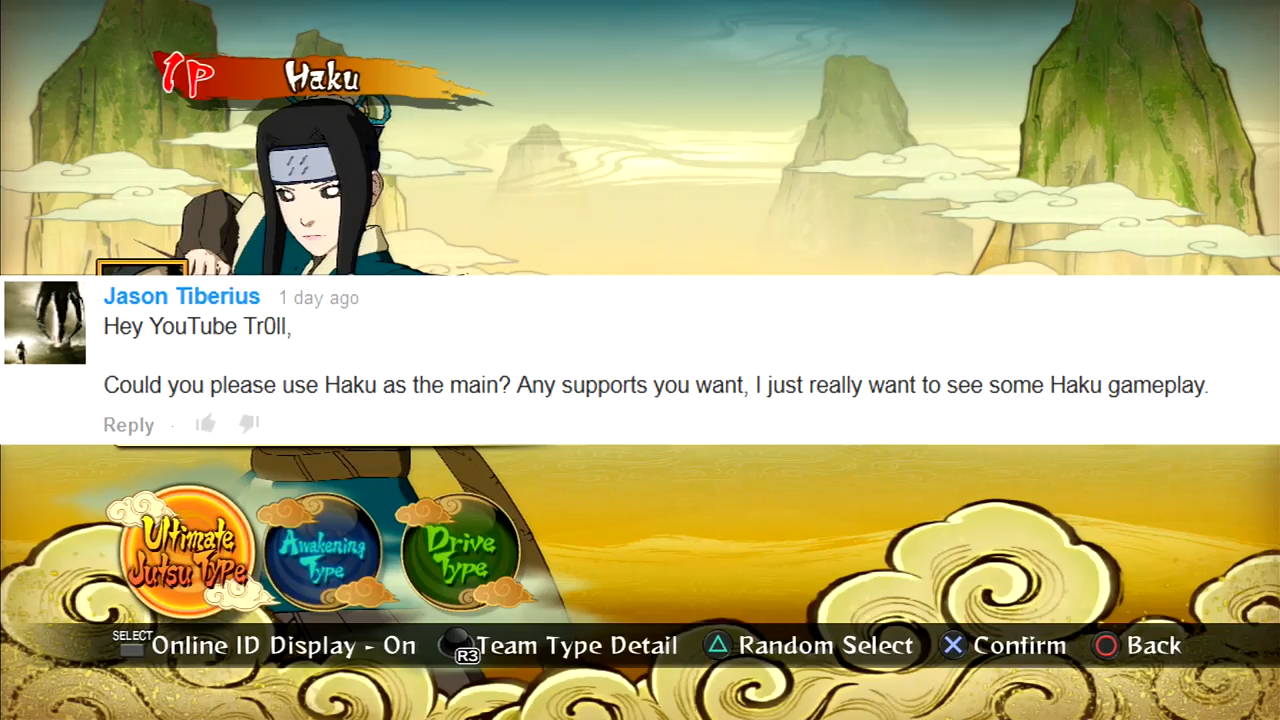 1P Haku
Jason Tiberius 1 day ago
Hey YouTube Tr0ll,
Could you please use Haku as the main? Any supports you want, I just really want to see some Haku gameplay.
Reply ·
Ultimate Jutsu Type
Awakening Type
Drive Type
SELECT Online ID Display - On R3 Team Type Detail Random Select Confirm Back